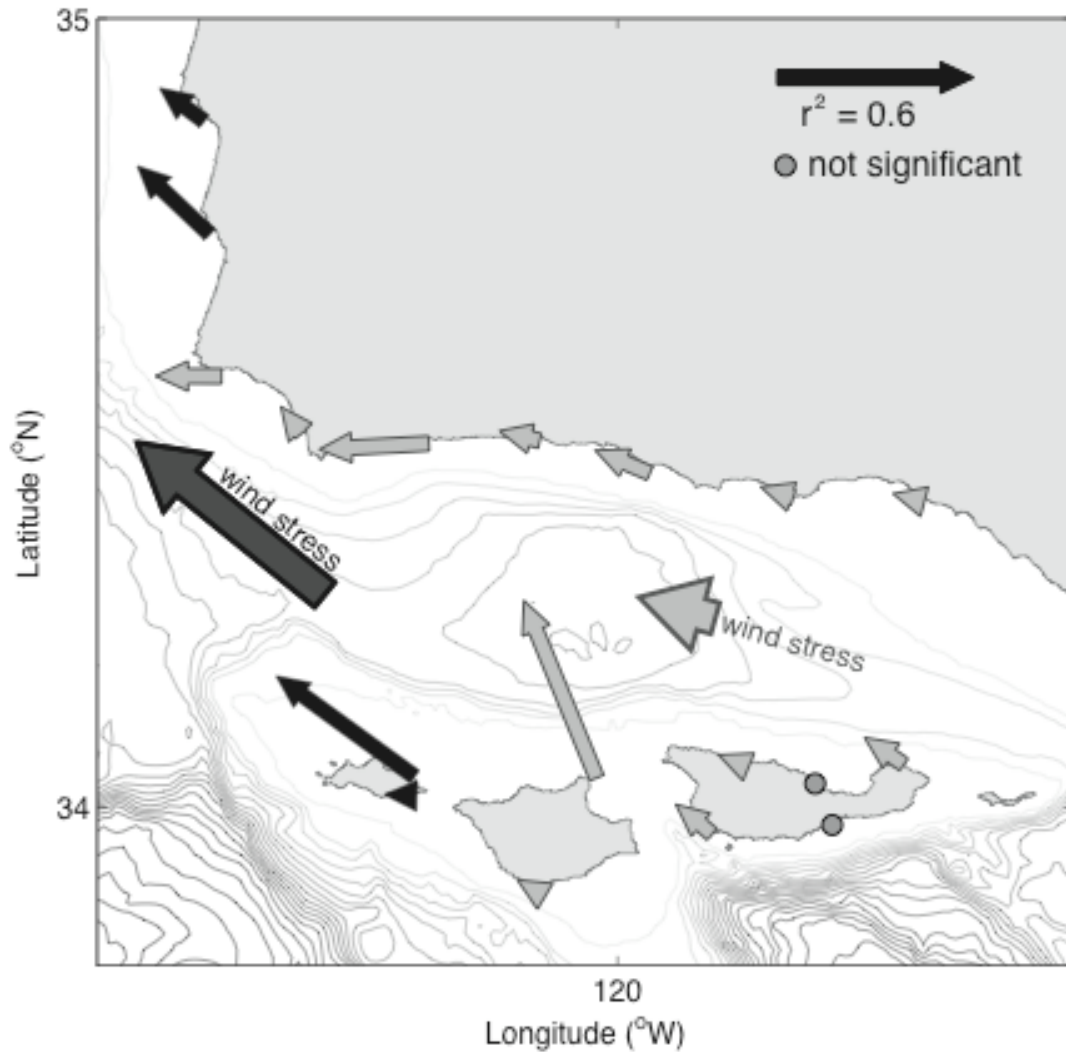 35
r² = 0.6
not significant
wind stress
wind stress
34
120
Latitude (°N)
Longitude (°W)